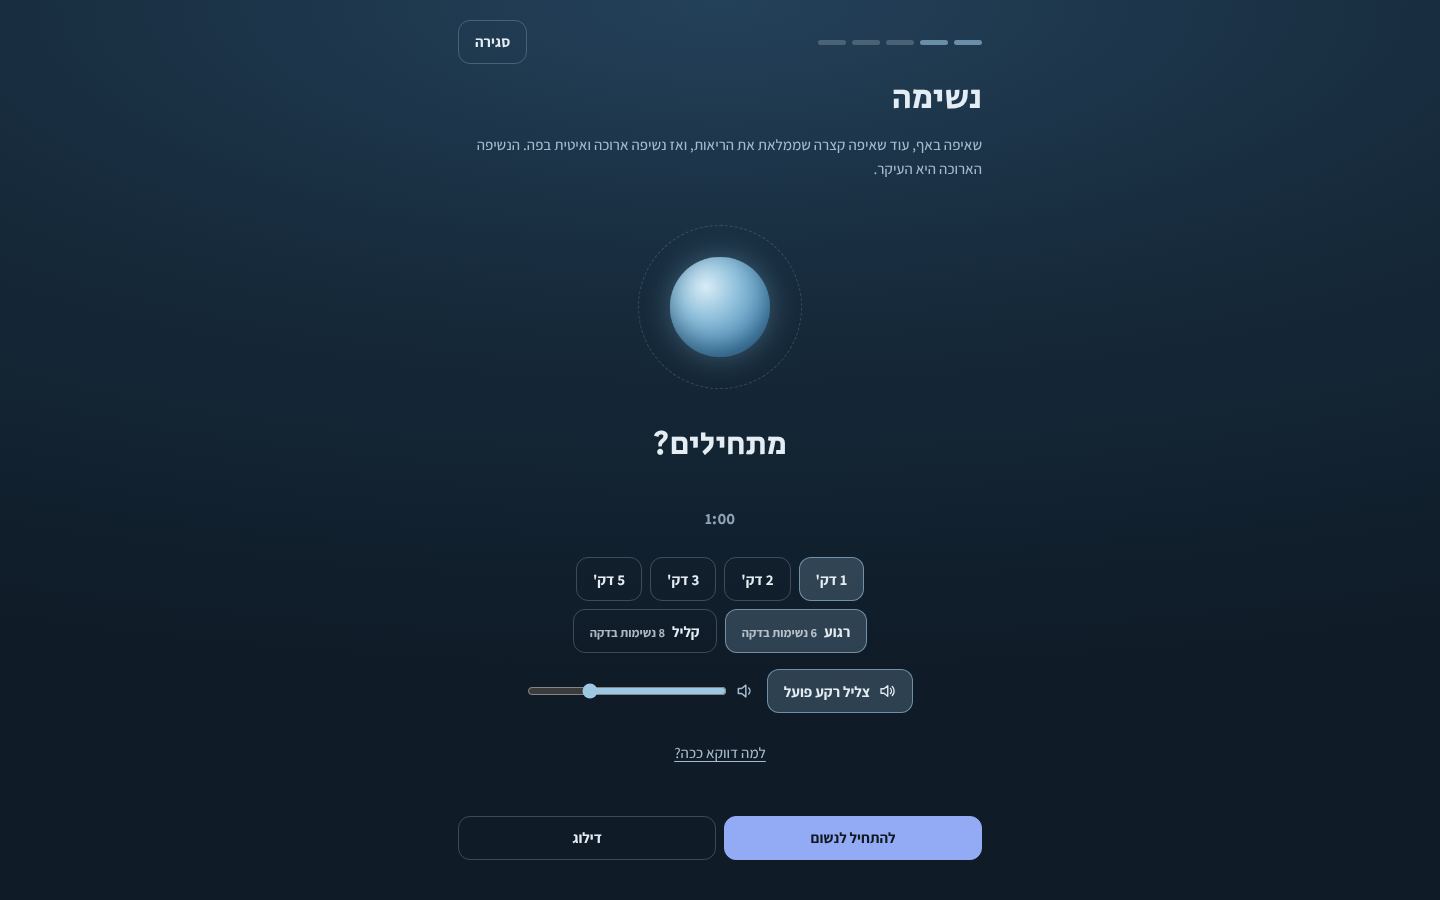 סגירה
נשימה
שאיפה באף, עוד שאיפה קצרה שממלאת את הריאות, ואז נשיפה ארוכה ואיטית בפה. הנשיפה
הארוכה היא העיקר.
מתחילים?
1:00
1 דק' 2 דק' 3 דק' 5 דק'
רגוע 6 נשימות בדקה קליל 8 נשימות בדקה
צליל רקע פועל
למה דווקא ככה?
להתחיל לנשום דילוג